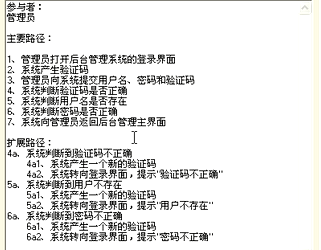 参与者：
管理员
主要路径：
1、管理员打开后台管理系统的登录界面
2、系统产生验证码
3、管理员向系统提交用户名、密码和验证码
4、系统判断验证码是否正确
5、系统判断用户名是否存在
6、系统判断密码是否正确
7、系统向管理员返回后台管理主界面
扩展路径：
4a、系统判断到验证码不正确
4a1、系统产生一个新的验证码
4a2、系统转向登录界面，提示"验证码不正确"
5a、系统判断到用户不存在
5a1、系统产生一个新的验证码
5a2、系统转向登录界面，提示"用户不存在"
6a、系统判断到密码不正确
6a1、系统产生一个新的验证码
6a2、系统转向登录界面，提示"密码不正确"